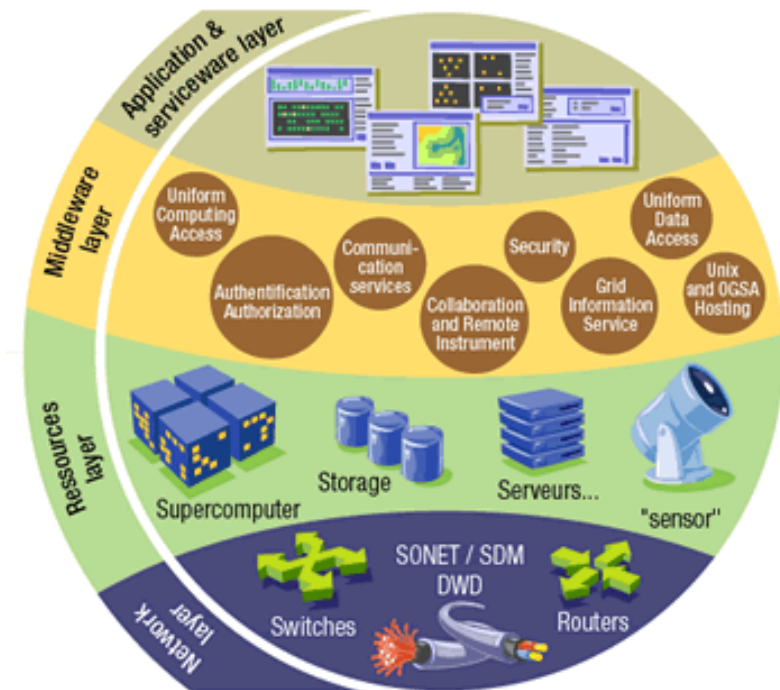 Application &
serviceware layer
Middleware
layer
Uniform
Computing
Access
Authentification
Authorization
Communi-
cation
services
Collaboration
and Remote
Instrument
Security
Grid
Information
Service
Uniform
Data
Access
Unix
and OGSA
Hosting
Ressources
layer
Supercomputer
Storage
Serveurs...
"sensor"
Network
layer
Switches
SONET / SDM
DWD
Routers